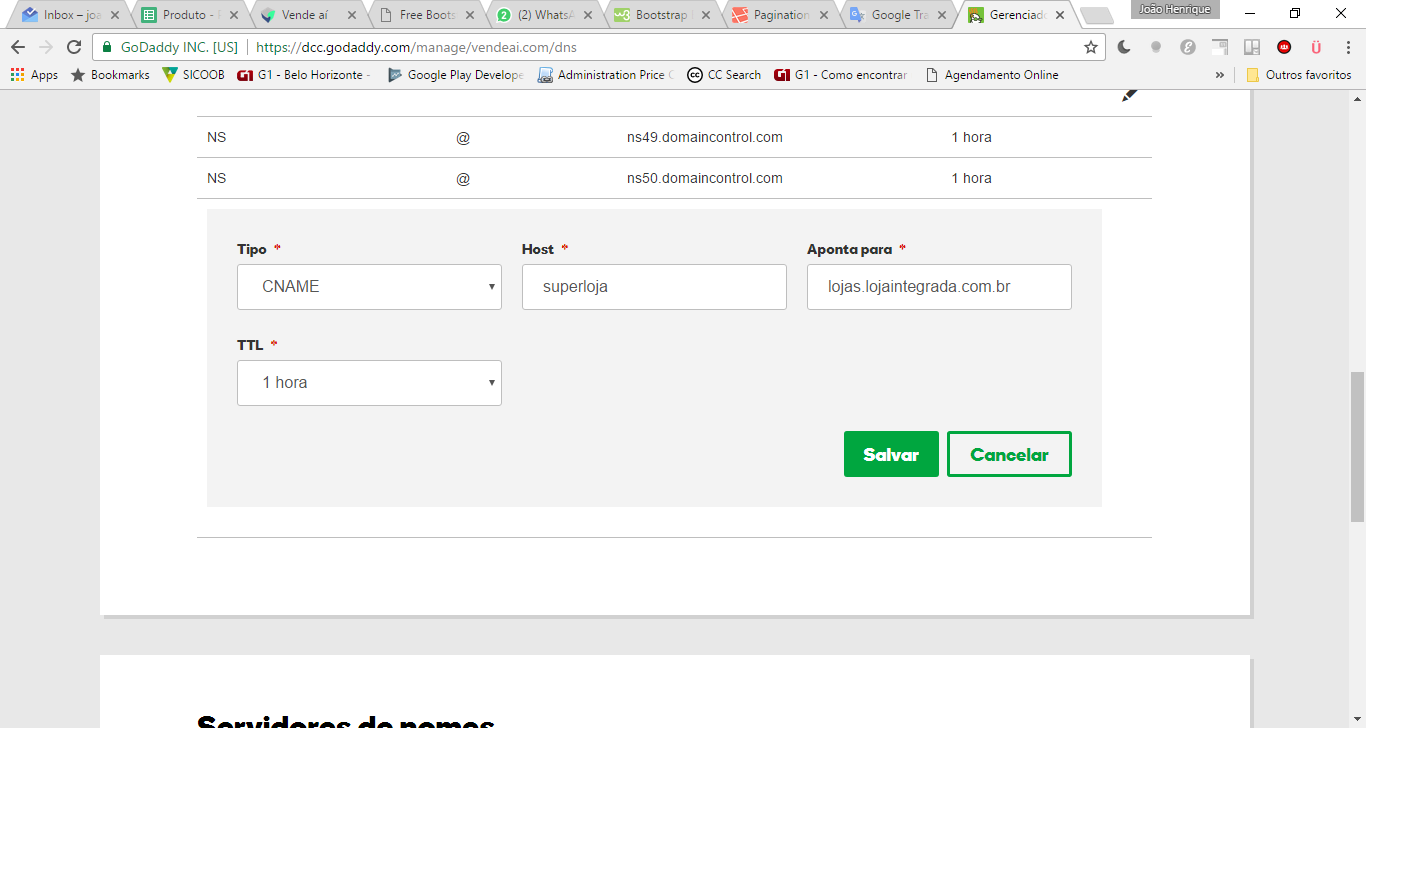 João Henrique
Inbox – joa
Produto - F
Vende aí
Free Boots
(2) WhatsA
Bootstrap
Pagination
Google Tra
Gerenciado
GoDaddy INC. [US] https://dcc.godaddy.com/manage/vendeai.com/dns
Apps Bookmarks SICOOB G1 - Belo Horizonte - Google Play Develope Administration Price C CC Search G1 - Como encontrar Agendamento Online » Outros favoritos
NS @ ns49.domaincontrol.com 1 hora
NS @ ns50.domaincontrol.com 1 hora
Tipo * Host * Aponta para *
CNAME superloja lojas.lojaintegrada.com.br
TTL *
1 hora
Salvar Cancelar
Servidores de nomes